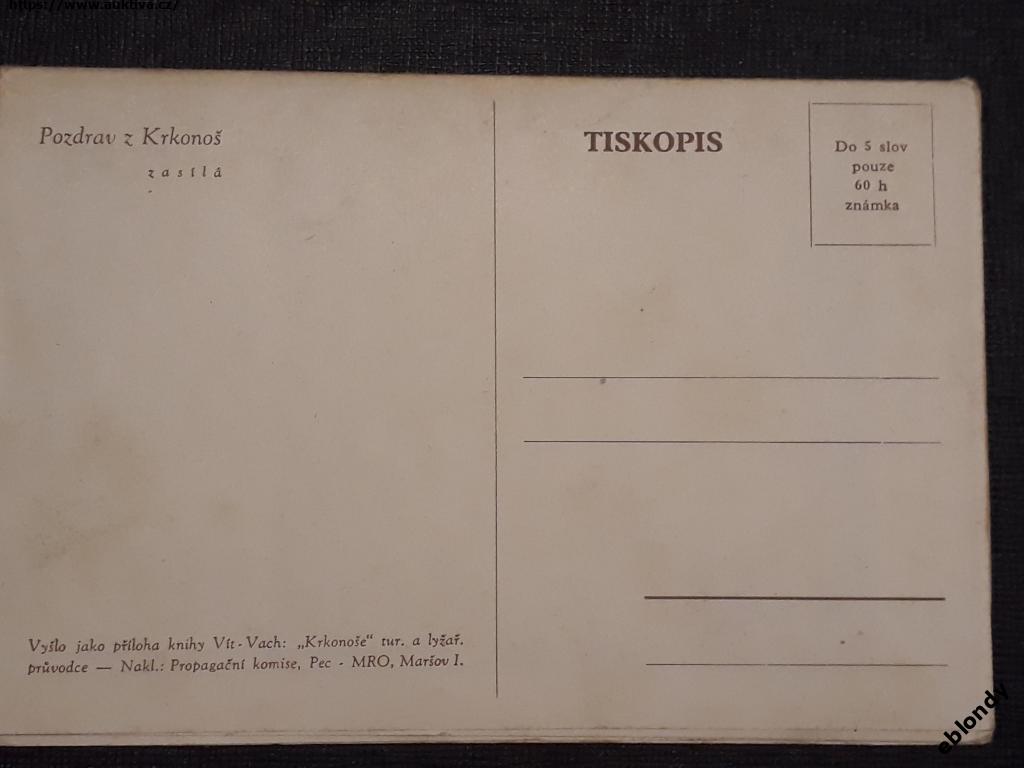 https://www.auktiva.cz/
Pozdrav z Krkonoš
zasílá
TISKOPIS
Do 5 slov
pouze
60 h
známka
Vyšlo jako příloha knihy Vít-Vach: „Krkonoše“ tur. a lyžař.
průvodce — Nakl.: Propagační komise, Pec - MRO, Maršov I.
eblondy